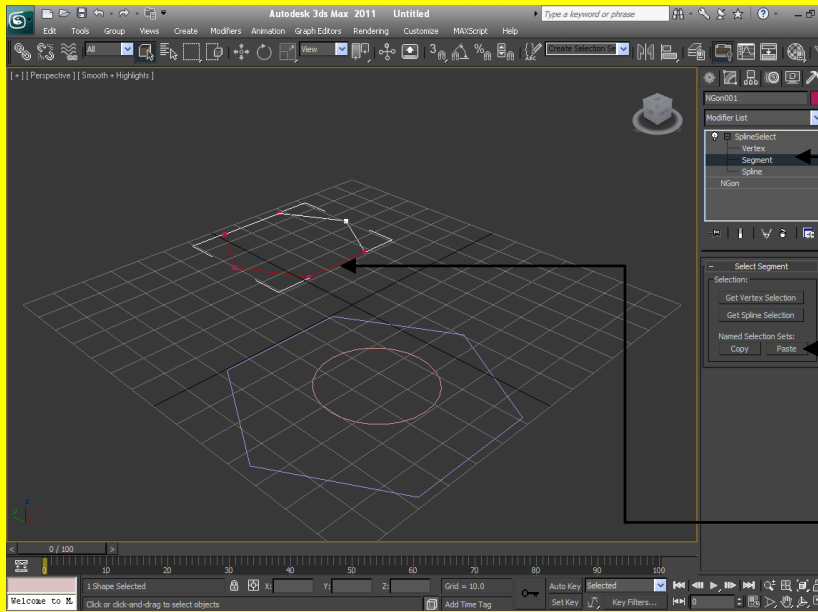 Autodesk 3ds Max 2011 Untitled
Type a keyword or phrase
Edit Tools Group Views Create Modifiers Animation Graph Editors Rendering Customize MAXScript Help
All View 3 Create Selection Se
[ + ] [ Perspective ] [ Smooth + Highlights ]
NGon001
Modifier List
SplineSelect
Vertex
Segment
Spline
NGon
Select Segment
Selection:
Get Vertex Selection
Get Spline Selection
Named Selection Sets:
Copy Paste
z
0 / 100
0 10 20 30 40 50 60 70 80 90 100
1 Shape Selected X: Y: Z: Grid = 10.0 Auto Key Selected
Welcome to M Click or click-and-drag to select objects Add Time Tag Set Key Key Filters... 0